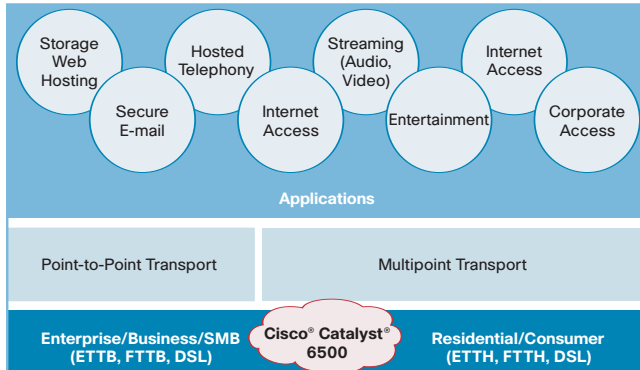 Storage
Web
Hosting
Hosted
Telephony
Streaming
(Audio,
Video)
Internet
Access
Secure
E-mail
Internet
Access
Entertainment
Corporate
Access
Applications
Point-to-Point Transport
Multipoint Transport
Enterprise/Business/SMB
(ETTB, FTTB, DSL)
Cisco® Catalyst®
6500
Residential/Consumer
(ETTH, FTTH, DSL)